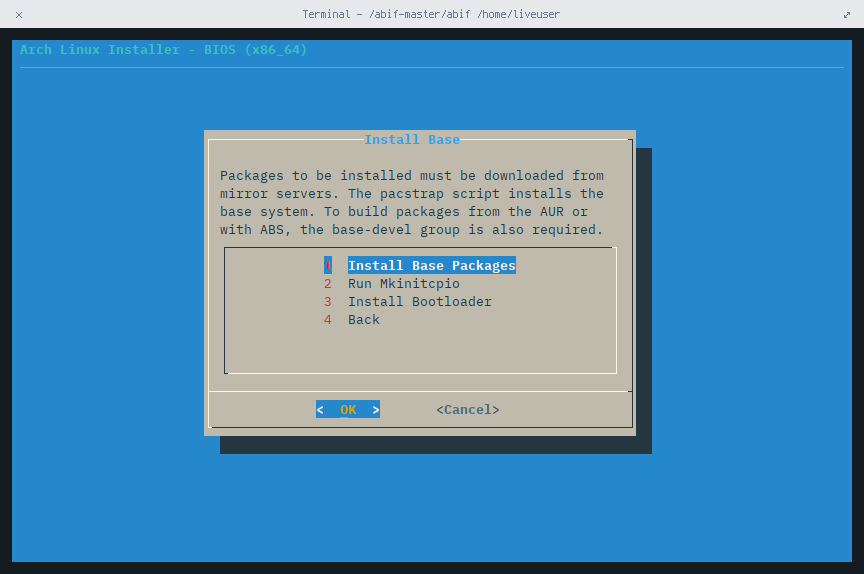 Terminal - /abif-master/abif /home/liveuser
Arch Linux Installer - BIOS (x86_64)
Install Base
Packages to be installed must be downloaded from
mirror servers. The pacstrap script installs the
base system. To build packages from the AUR or
with ABS, the base-devel group is also required.
1 Install Base Packages
2 Run Mkinitcpio
3 Install Bootloader
4 Back
< OK > <Cancel>